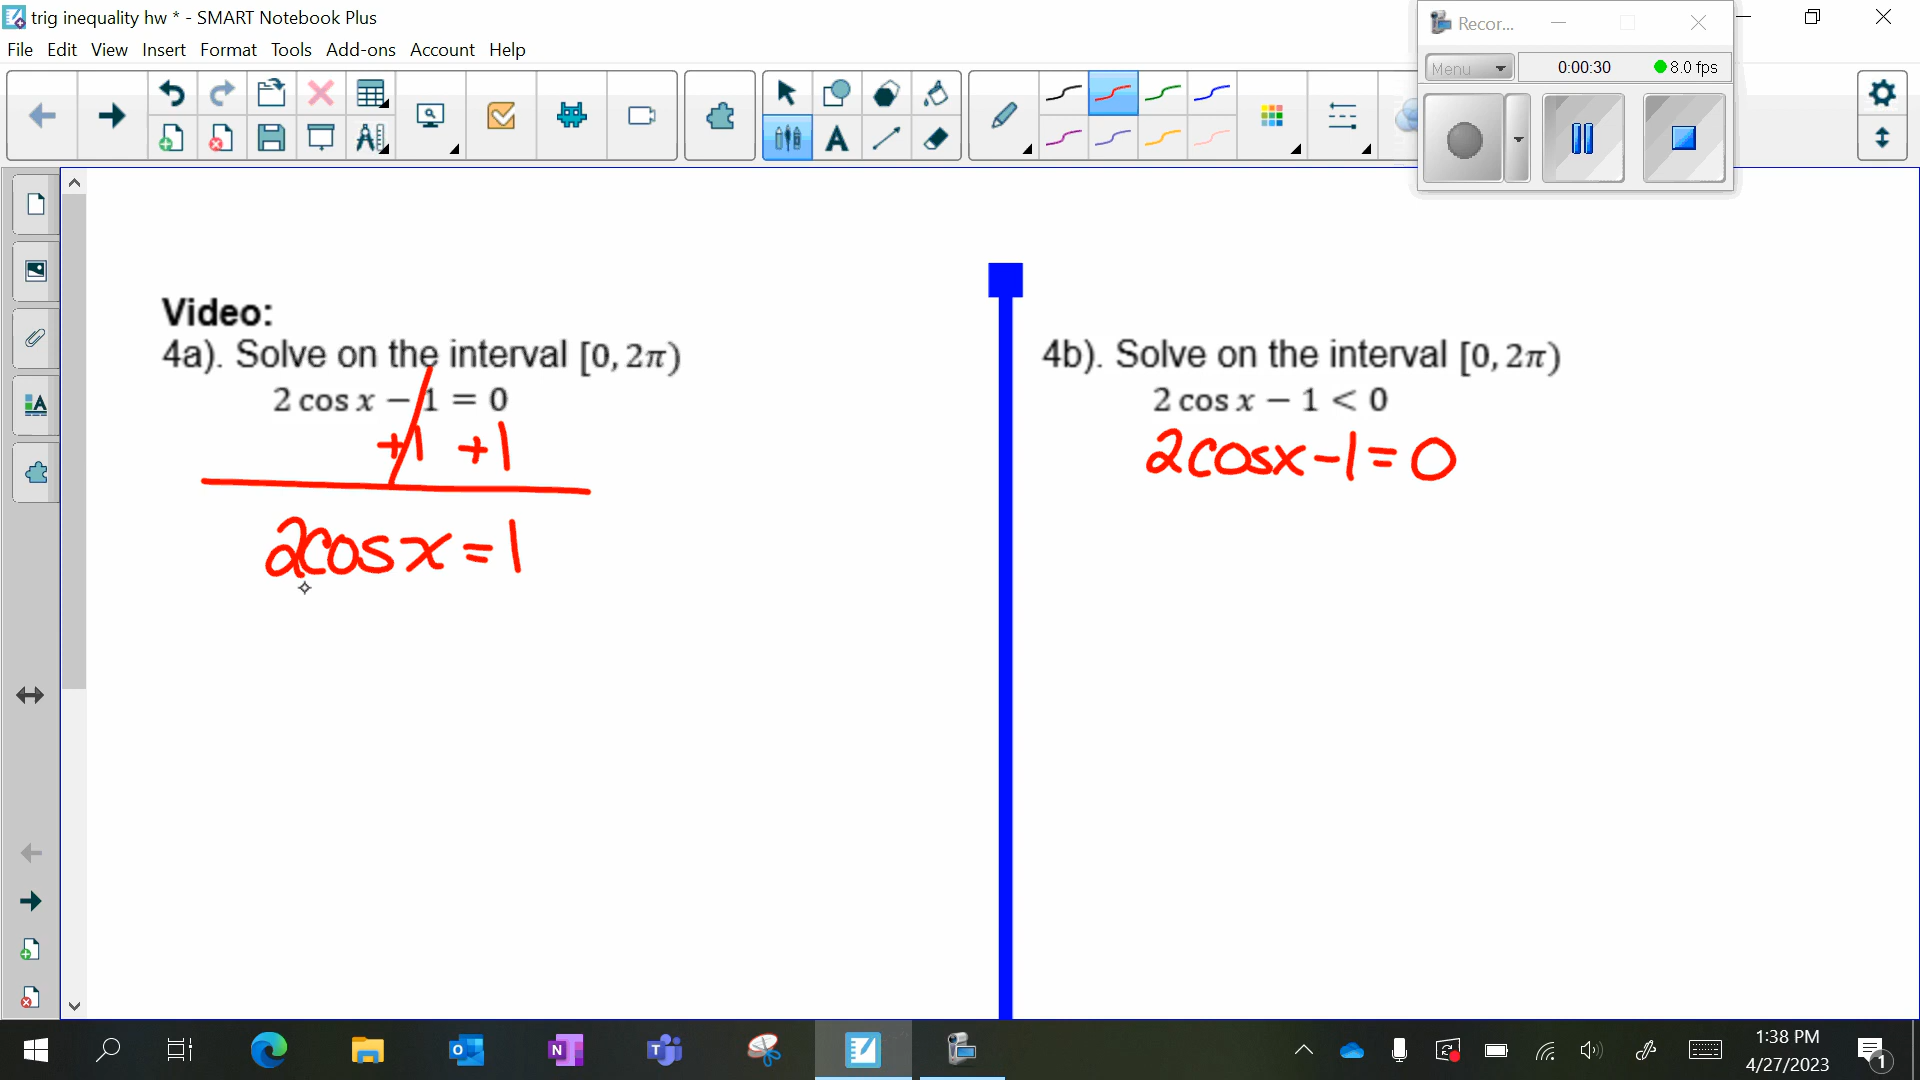 trig inequality hw * - SMART Notebook Plus
File Edit View Insert Format Tools Add-ons Account Help
Recor...
Menu 0:00:30 8.0 fps
Video:
4a). Solve on the interval [0, 2π)
2 cos x − 1 = 0
+1 +1
2cosx=1
4b). Solve on the interval [0, 2π)
2 cos x − 1 < 0
2cosx-1=0
1:38 PM
4/27/2023
1